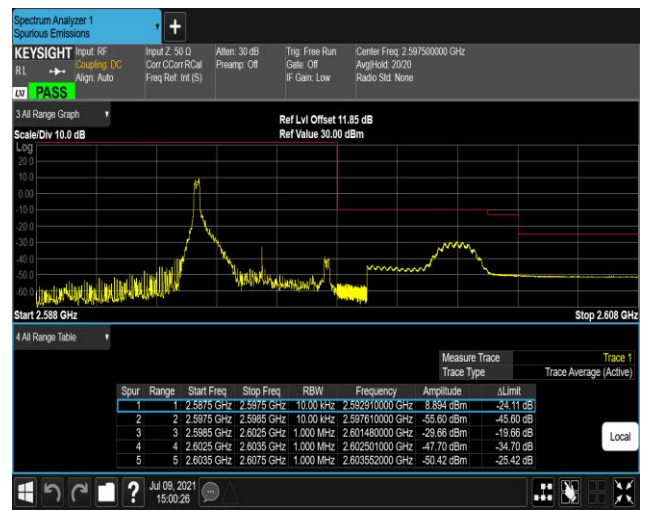 Spectrum Analyzer 1
Spurious Emissions
+
KEYSIGHT Input: RF Input Z: 50 Ω Atten: 30 dB Trig: Free Run Center Freq: 2.597500000 GHz
R L Coupling: DC Corr CCorr RCal Preamp: Off Gate: Off Avg|Hold: 20/20
Align: Auto Freq Ref: Int (S) IF Gain: Low Radio Std: None
LXI PASS
3 All Range Graph
Ref Lvl Offset 11.85 dB
Scale/Div 10.0 dB Ref Value 30.00 dBm
Log
20.0
10.0
0.00
-10.0
-20.0
-30.0
-40.0
-50.0
-60.0
Start 2.588 GHz Stop 2.608 GHz
4 All Range Table
Measure Trace Trace 1
Trace Type Trace Average (Active)
Spur Range Start Freq Stop Freq RBW Frequency Amplitude ΔLimit
1 1 2.5875 GHz 2.5975 GHz 10.00 kHz 2.592910000 GHz 8.894 dBm -24.11 dB
2 2 2.5975 GHz 2.5985 GHz 10.00 kHz 2.597610000 GHz -55.60 dBm -45.60 dB
3 3 2.5985 GHz 2.6025 GHz 1.000 MHz 2.601480000 GHz -29.66 dBm -19.66 dB
4 4 2.6025 GHz 2.6035 GHz 1.000 MHz 2.602501000 GHz -47.70 dBm -34.70 dB
5 5 2.6035 GHz 2.6075 GHz 1.000 MHz 2.603552000 GHz -50.42 dBm -25.42 dB
Local
?
Jul 09, 2021
15:00:26